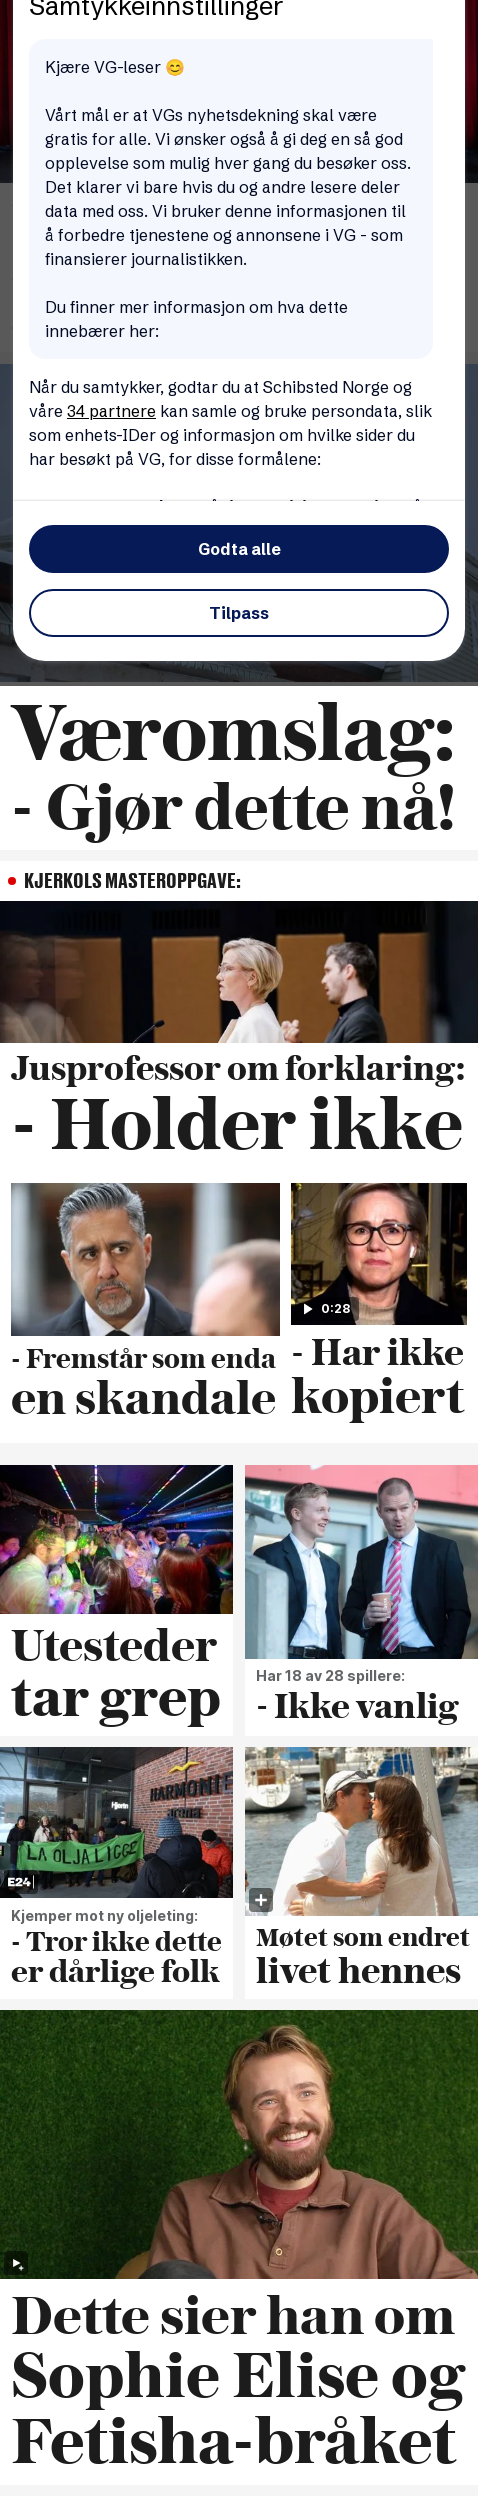 Samtykkeinnstillinger
Kjære VG-leser 😊
Vårt mål er at VGs nyhetsdekning skal være
gratis for alle. Vi ønsker også å gi deg en så god
opplevelse som mulig hver gang du besøker oss.
Det klarer vi bare hvis du og andre lesere deler
data med oss. Vi bruker denne informasjonen til
å forbedre tjenestene og annonsene i VG - som
finansierer journalistikken.
Du finner mer informasjon om hva dette
innebærer her:
Når du samtykker, godtar du at Schibsted Norge og
våre 34 partnere kan samle og bruke persondata, slik
som enhets-IDer og informasjon om hvilke sider du
har besøkt på VG, for disse formålene:
Godta alle
Tilpass
Væromslag:
- Gjør dette nå!
KJERKOLS MASTEROPPGAVE:
Jusprofessor om forklaring:
- Holder ikke
- Fremstår som enda
en skandale
0:28
- Har ikke
kopiert
Utesteder
tar grep
Har 18 av 28 spillere:
- Ikke vanlig
HARMONIEN
Hjørtn
LA OLJA LIGGE
E24
Kjemper mot ny oljeleting:
- Tror ikke dette
er dårlige folk
Møtet som endret
livet hennes
Dette sier han om
Sophie Elise og
Fetisha-bråket